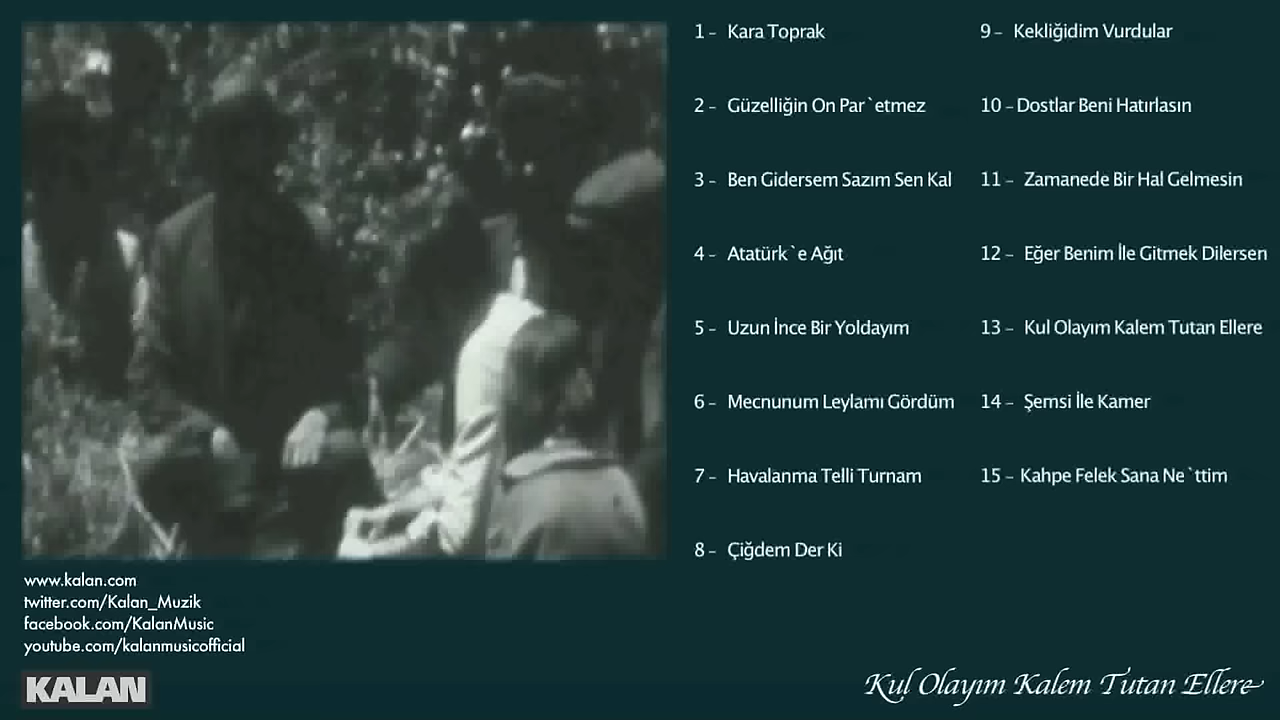 1 – Kara Toprak
2 – Güzelliğin On Par`etmez
3 – Ben Gidersem Sazım Sen Kal
4 – Atatürk`e Ağıt
5 – Uzun İnce Bir Yoldayım
6 – Mecnunum Leylamı Gördüm
7 – Havalanma Telli Turnam
8 – Çiğdem Der Ki
9 – Kekliğidim Vurdular
10 – Dostlar Beni Hatırlasın
11 – Zamanede Bir Hal Gelmesin
12 – Eğer Benim İle Gitmek Dilersen
13 – Kul Olayım Kalem Tutan Ellere
14 – Şemsi İle Kamer
15 – Kahpe Felek Sana Ne`ttim
www.kalan.com
twitter.com/Kalan_Muzik
facebook.com/KalanMusic
youtube.com/kalanmusicofficial
KALAN
Kul Olayım Kalem Tutan Ellere